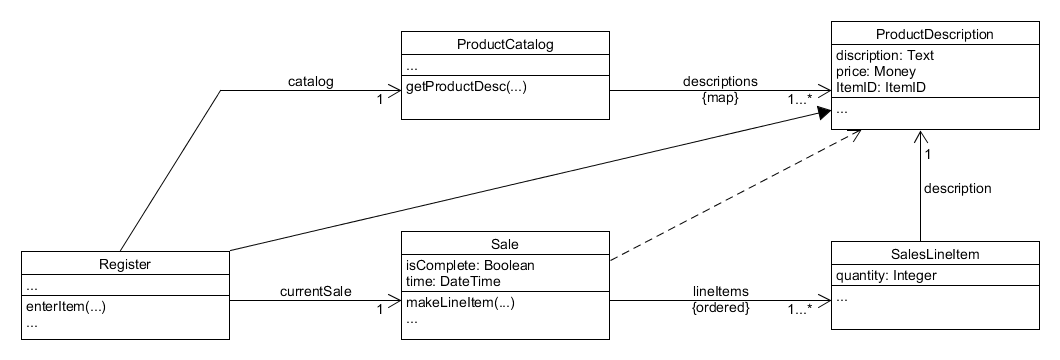 ProductCatalog
...
getProductDesc(...)
ProductDescription
discription: Text
price: Money
ItemID: ItemID
...
catalog
1
descriptions
{map}
1...*
1
description
Register
...
enterItem(...)
...
currentSale
1
Sale
isComplete: Boolean
time: DateTime
makeLineItem(...)
...
lineItems
{ordered}
1...*
SalesLineItem
quantity: Integer
...